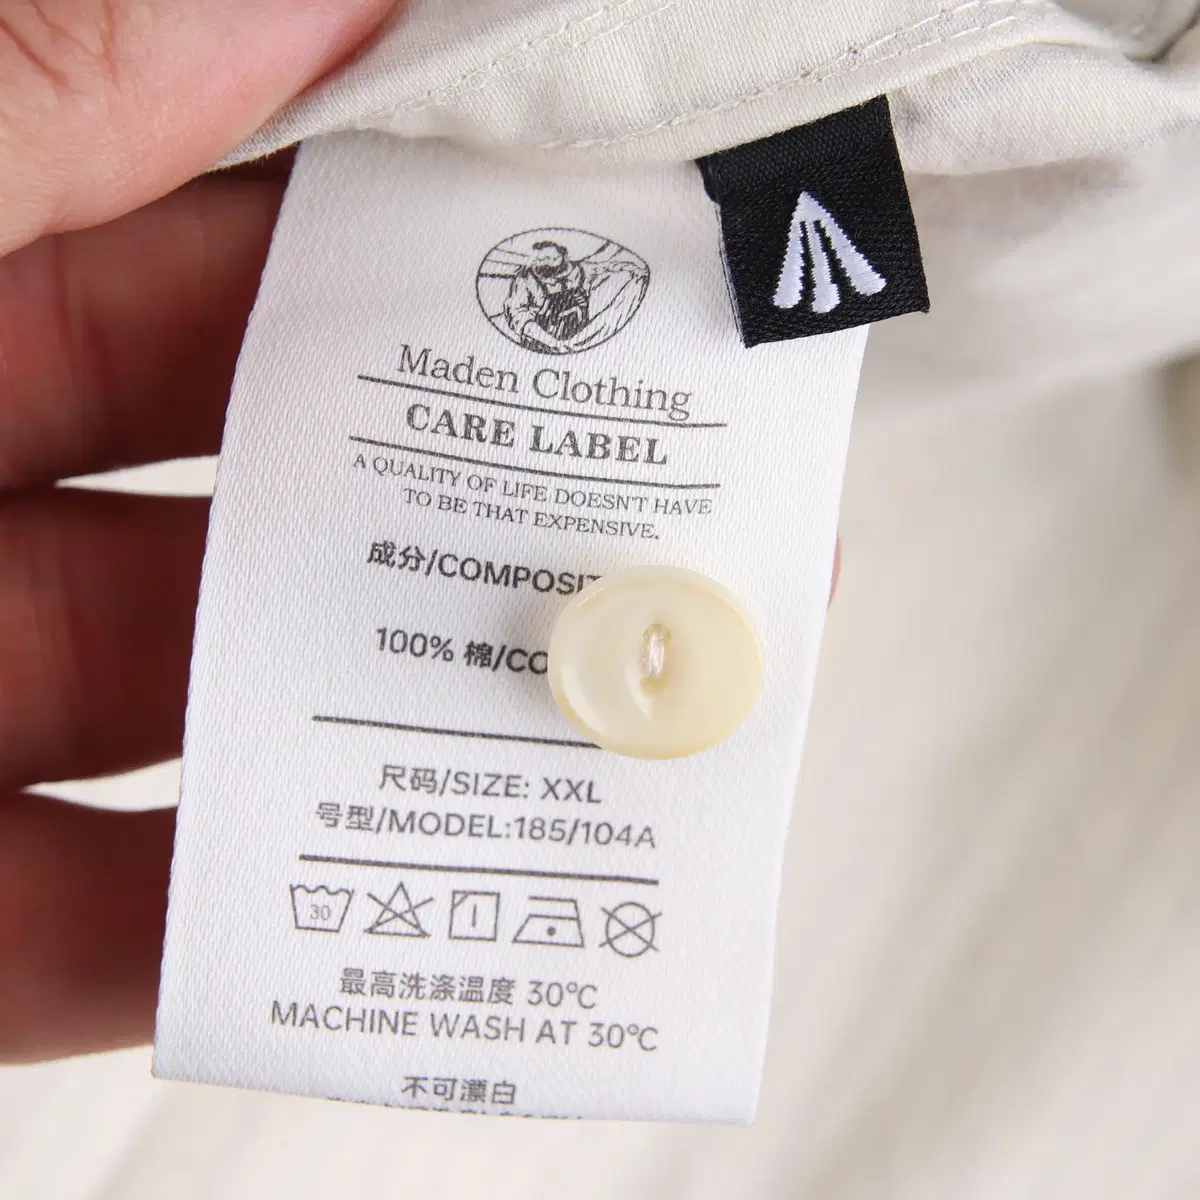 Maden Clothing
CARE LABEL
A QUALITY OF LIFE DOESN'T HAVE
TO BE THAT EXPENSIVE.
成分/COMPOSIT
100% 棉/CO
尺码/SIZE: XXL
号型/MODEL:185/104A
30
最高洗涤温度 30℃
MACHINE WASH AT 30℃
不可漂白